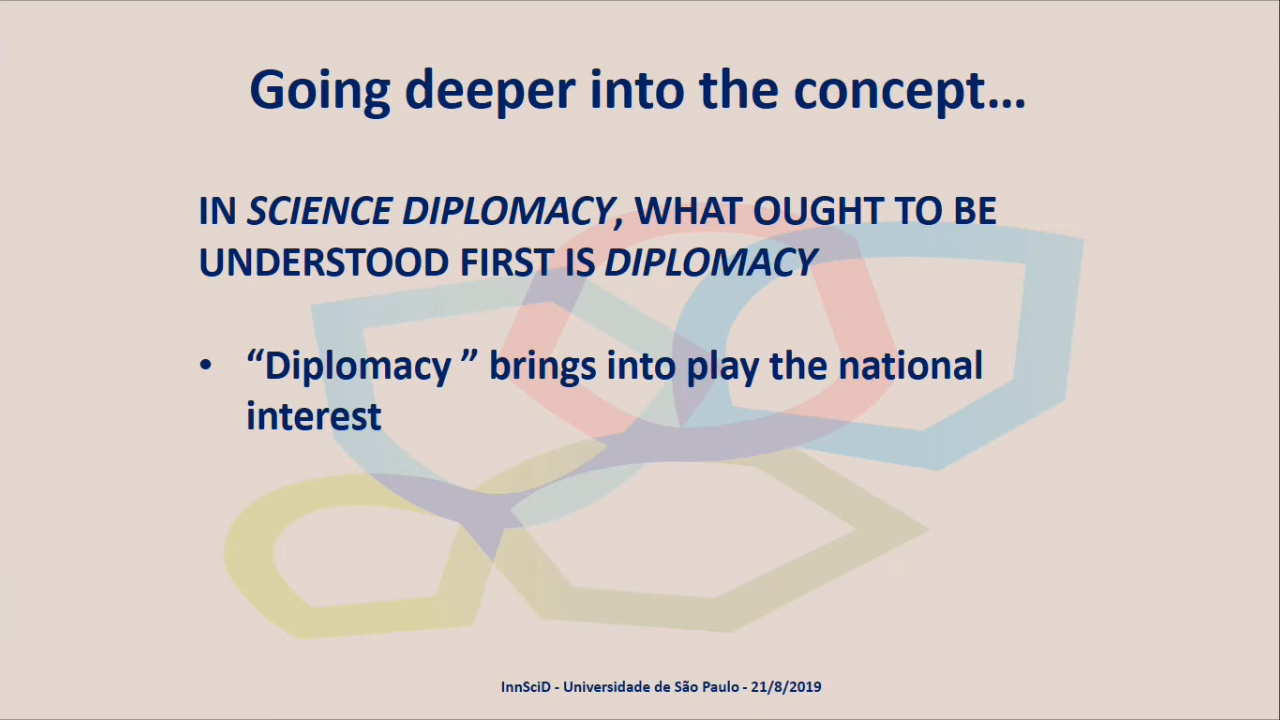 Going deeper into the concept...
IN SCIENCE DIPLOMACY, WHAT OUGHT TO BE
UNDERSTOOD FIRST IS DIPLOMACY
• “Diplomacy ” brings into play the national
interest
InnSciD - Universidade de São Paulo - 21/8/2019